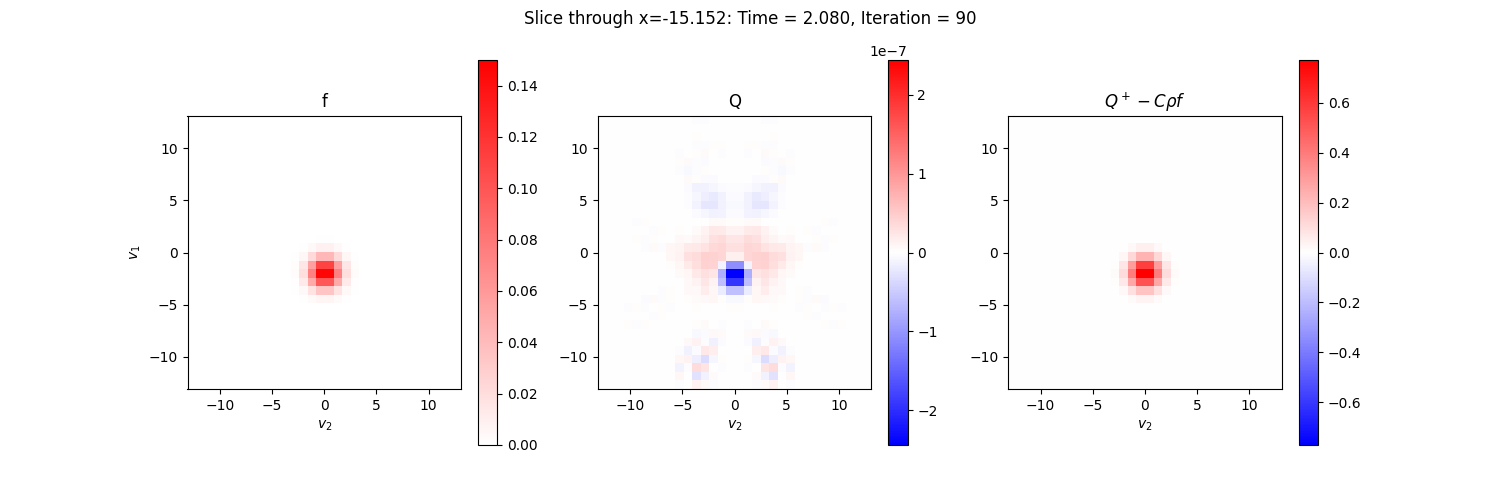 Slice through x=-15.152: Time = 2.080, Iteration = 90
f
Q
1e−7
Q⁺ − Cρf
10
5
0
−5
−10
v₁
−10 −5 0 5 10
v₂
0.14
0.12
0.10
0.08
0.06
0.04
0.02
0.00
10
5
0
−5
−10
−10 −5 0 5 10
v₂
2
1
0
−1
−2
10
5
0
−5
−10
−10 −5 0 5 10
v₂
0.6
0.4
0.2
0.0
−0.2
−0.4
−0.6